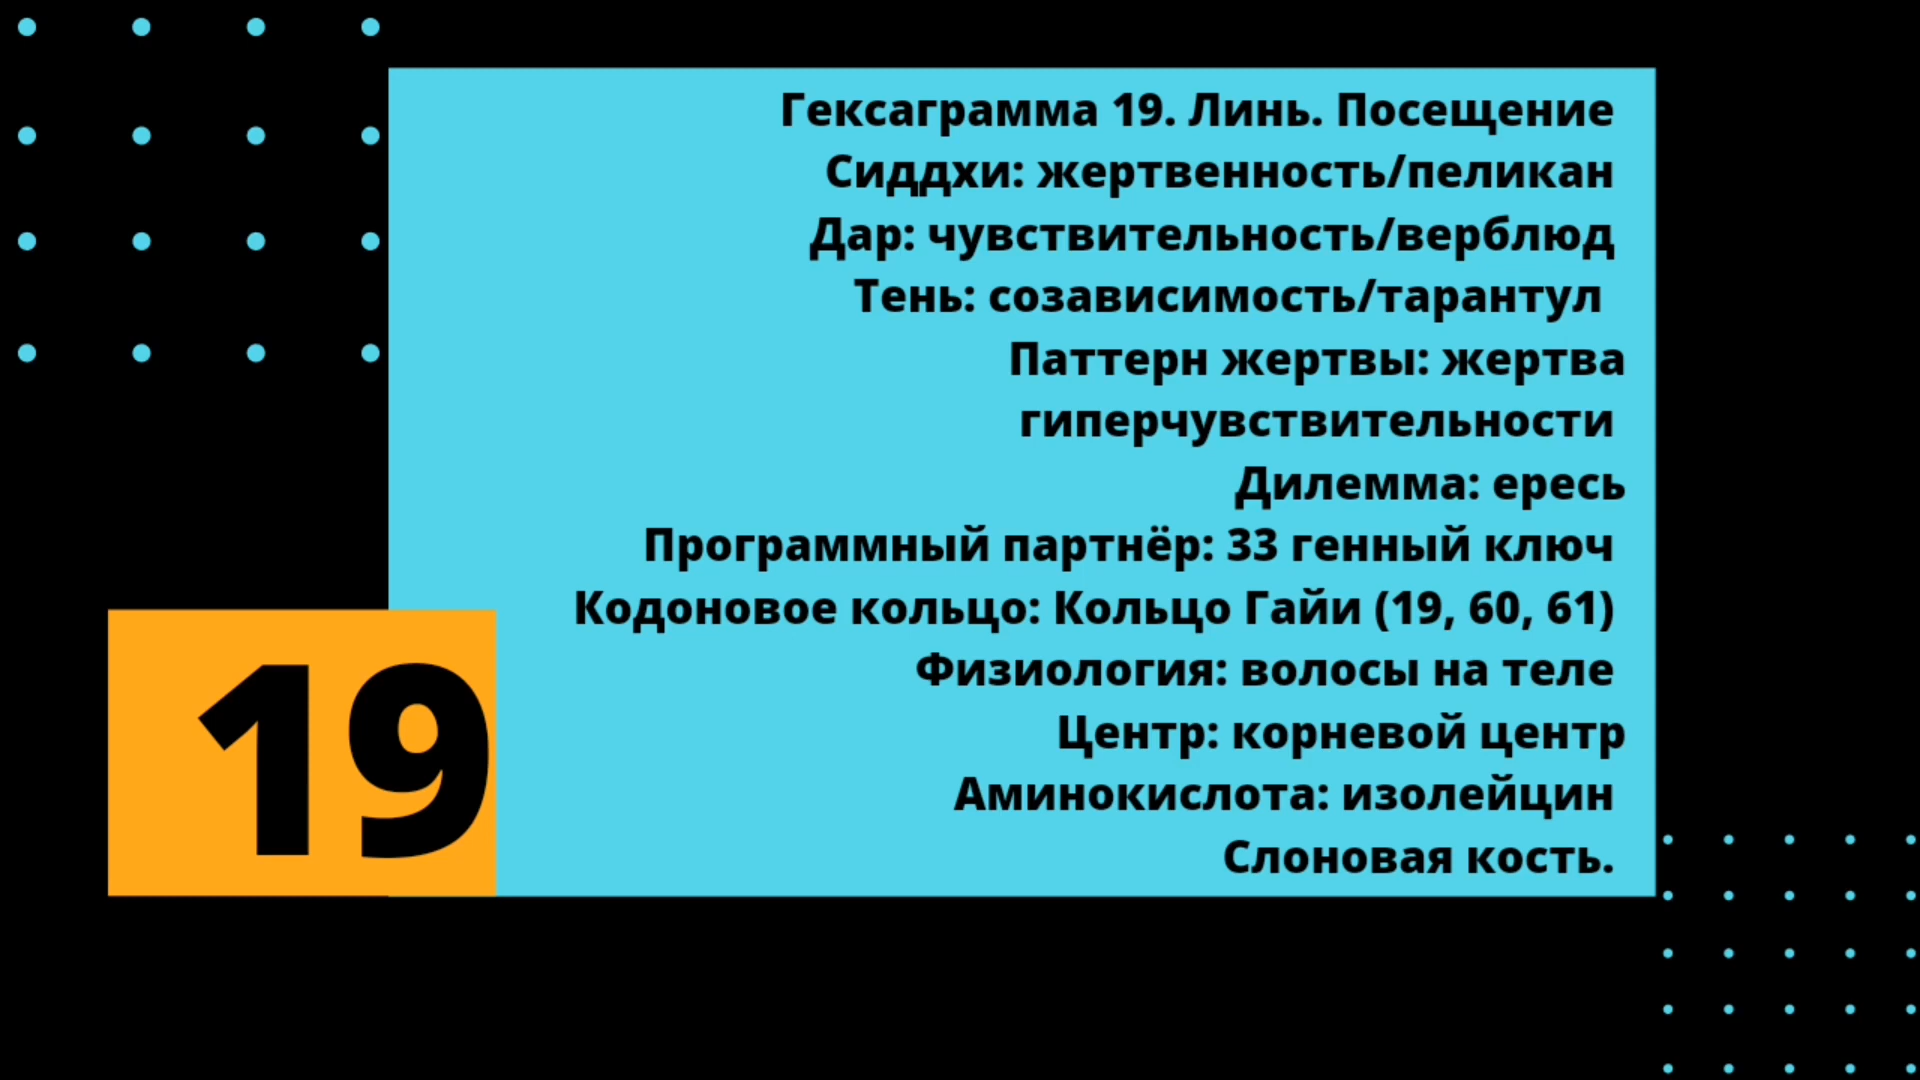 Гексаграмма 19. Линь. Посещение
Сиддхи: жертвенность/пеликан
Дар: чувствительность/верблюд
Тень: созависимость/тарантул
Паттерн жертвы: жертва
гиперчувствительности
Дилемма: ересь
Программный партнёр: 33 генный ключ
Кодоновое кольцо: Кольцо Гайи (19, 60, 61)
Физиология: волосы на теле
Центр: корневой центр
Аминокислота: изолейцин
Слоновая кость.
19